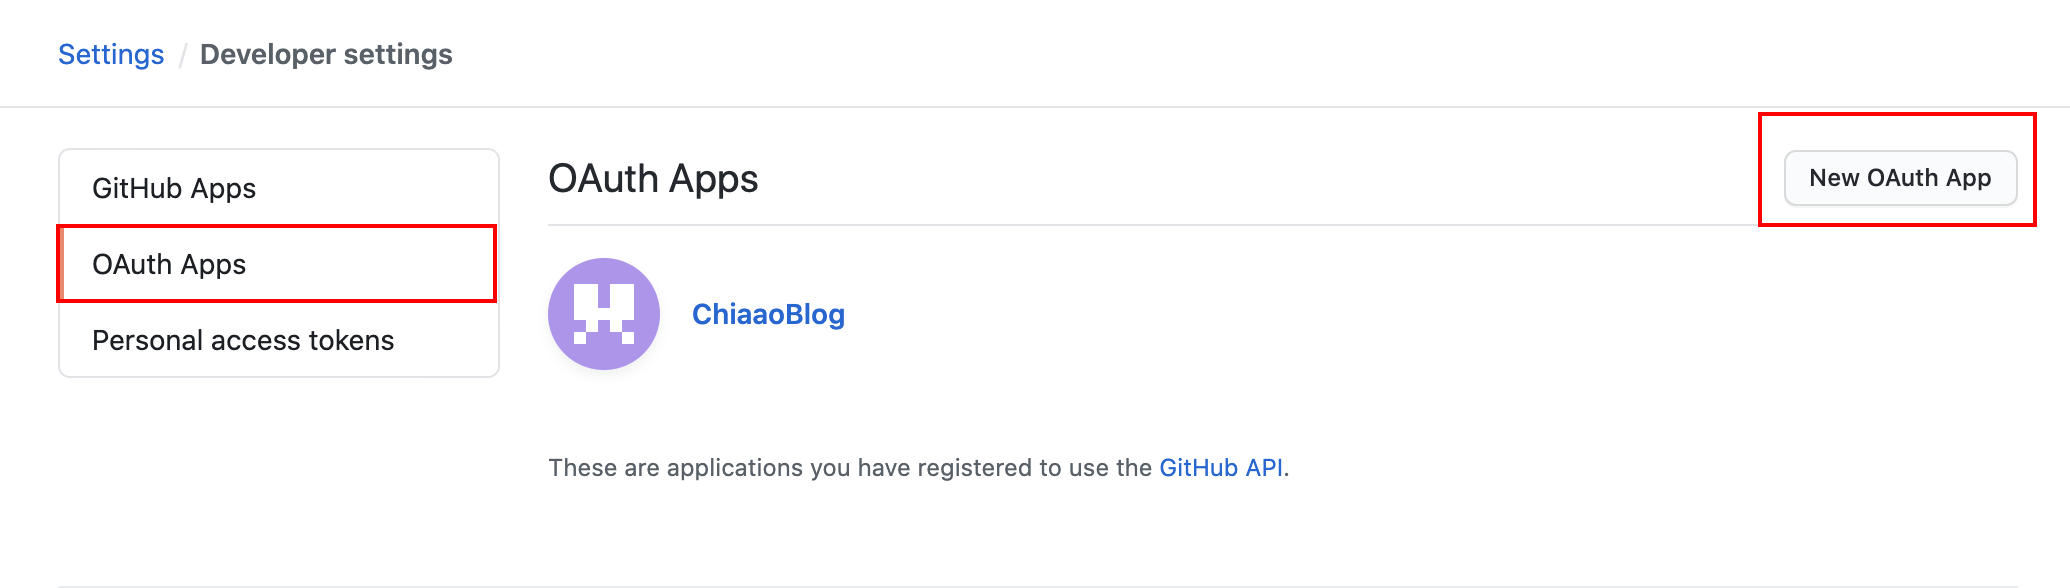 Settings / Developer settings
GitHub Apps
OAuth Apps
Personal access tokens
OAuth Apps
New OAuth App
ChiaaoBlog
These are applications you have registered to use the GitHub API.